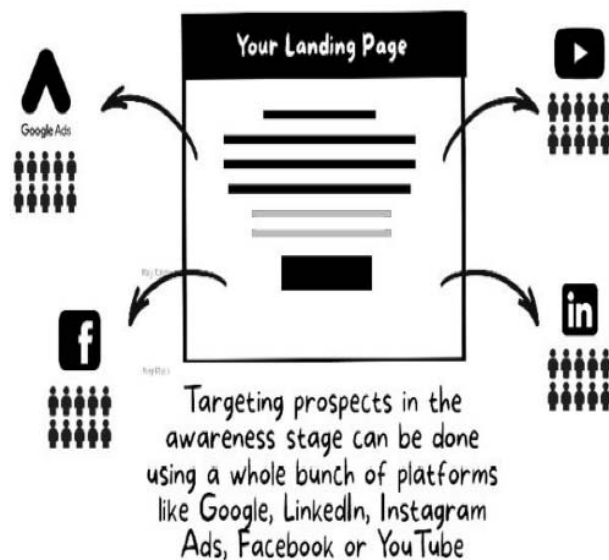 Your Landing Page
Google Ads
Targeting prospects in the
awareness stage can be done
using a whole bunch of platforms
like Google, LinkedIn, Instagram
Ads, Facebook or YouTube